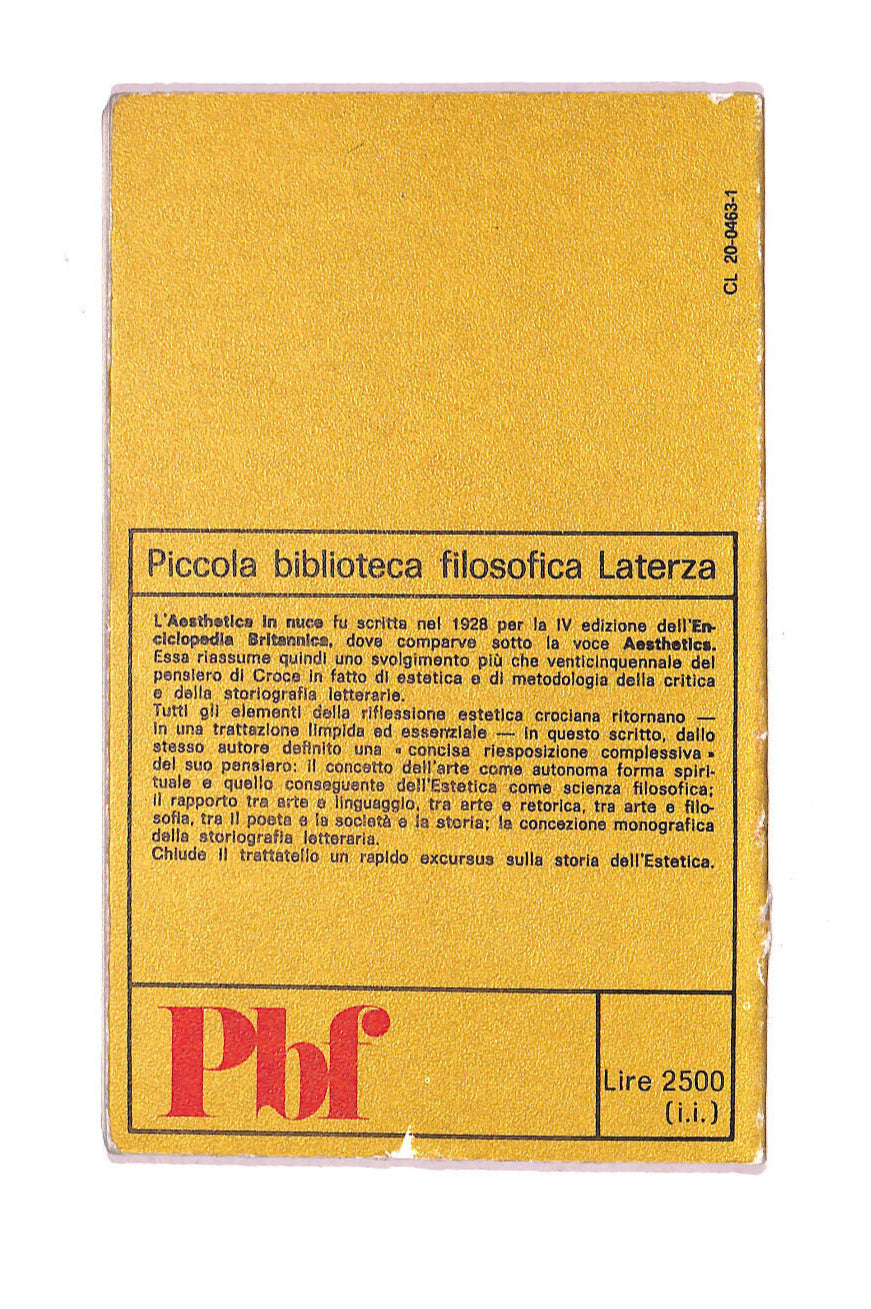 CL 20-0463-1
Piccola biblioteca filosofica Laterza
L'Aesthetica in nuce fu scritta nel 1928 per la IV edizione dell'En-
ciclopedia Britannica, dove comparve sotto la voce Aesthetics.
Essa riassume quindi uno svolgimento più che venticinquennale del
pensiero di Croce in fatto di estetica e di metodologia della critica
e della storiografia letterarie.
Tutti gli elementi della riflessione estetica crociana ritornano —
in una trattazione limpida ed essenziale — in questo scritto, dallo
stesso autore definito una « concisa riesposizione complessiva »
del suo pensiero: il concetto dell'arte come autonoma forma spiri-
tuale e quello conseguente dell'Estetica come scienza filosofica;
il rapporto tra arte e linguaggio, tra arte e retorica, tra arte e filo-
sofia, tra il poeta e la società e la storia; la concezione monografica
della storiografia letteraria.
Chiude il trattatello un rapido excursus sulla storia dell'Estetica.
Pbf
Lire 2500
(i.i.)